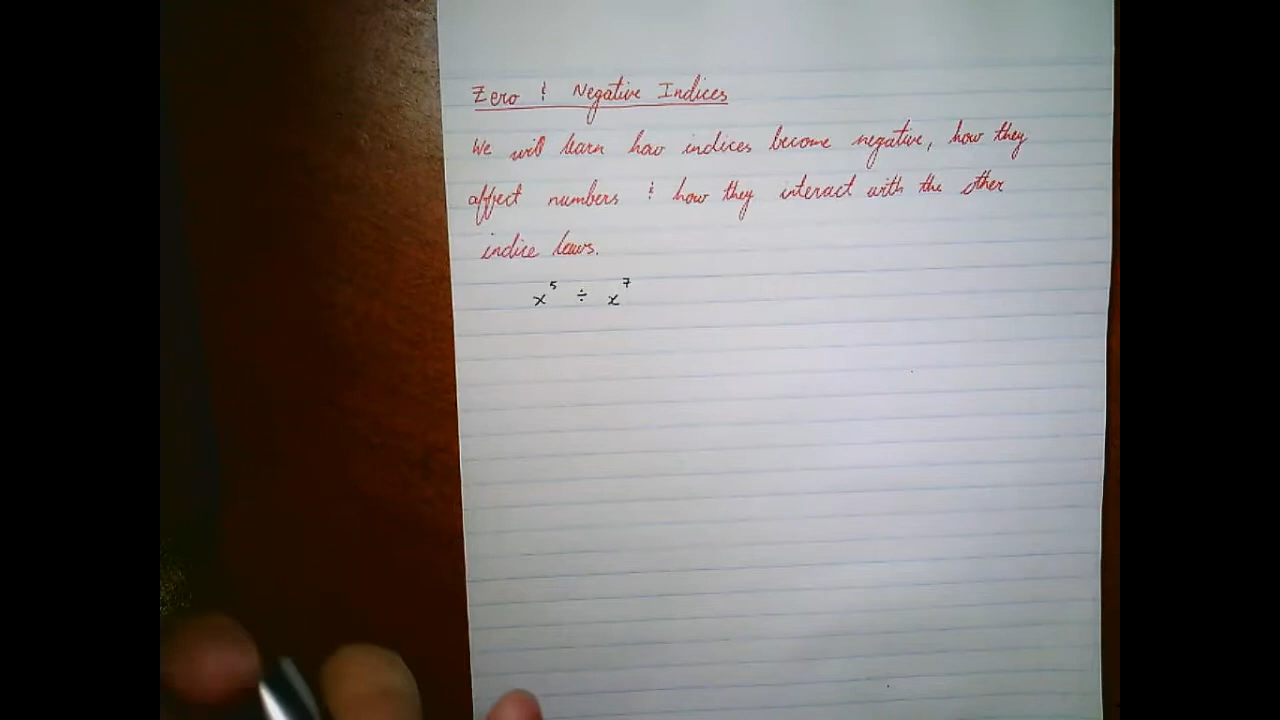 Zero & Negative Indices
We will learn how indices become negative, how they
affect numbers & how they interact with the other
indice laws.
x⁵ ÷ x⁷